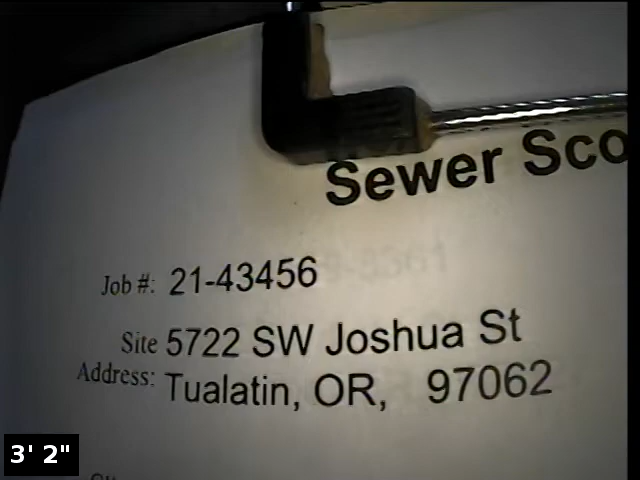 Sewer Sco
Job #: 21-43456
Site 5722 SW Joshua St
Address: Tualatin, OR, 97062
3' 2"